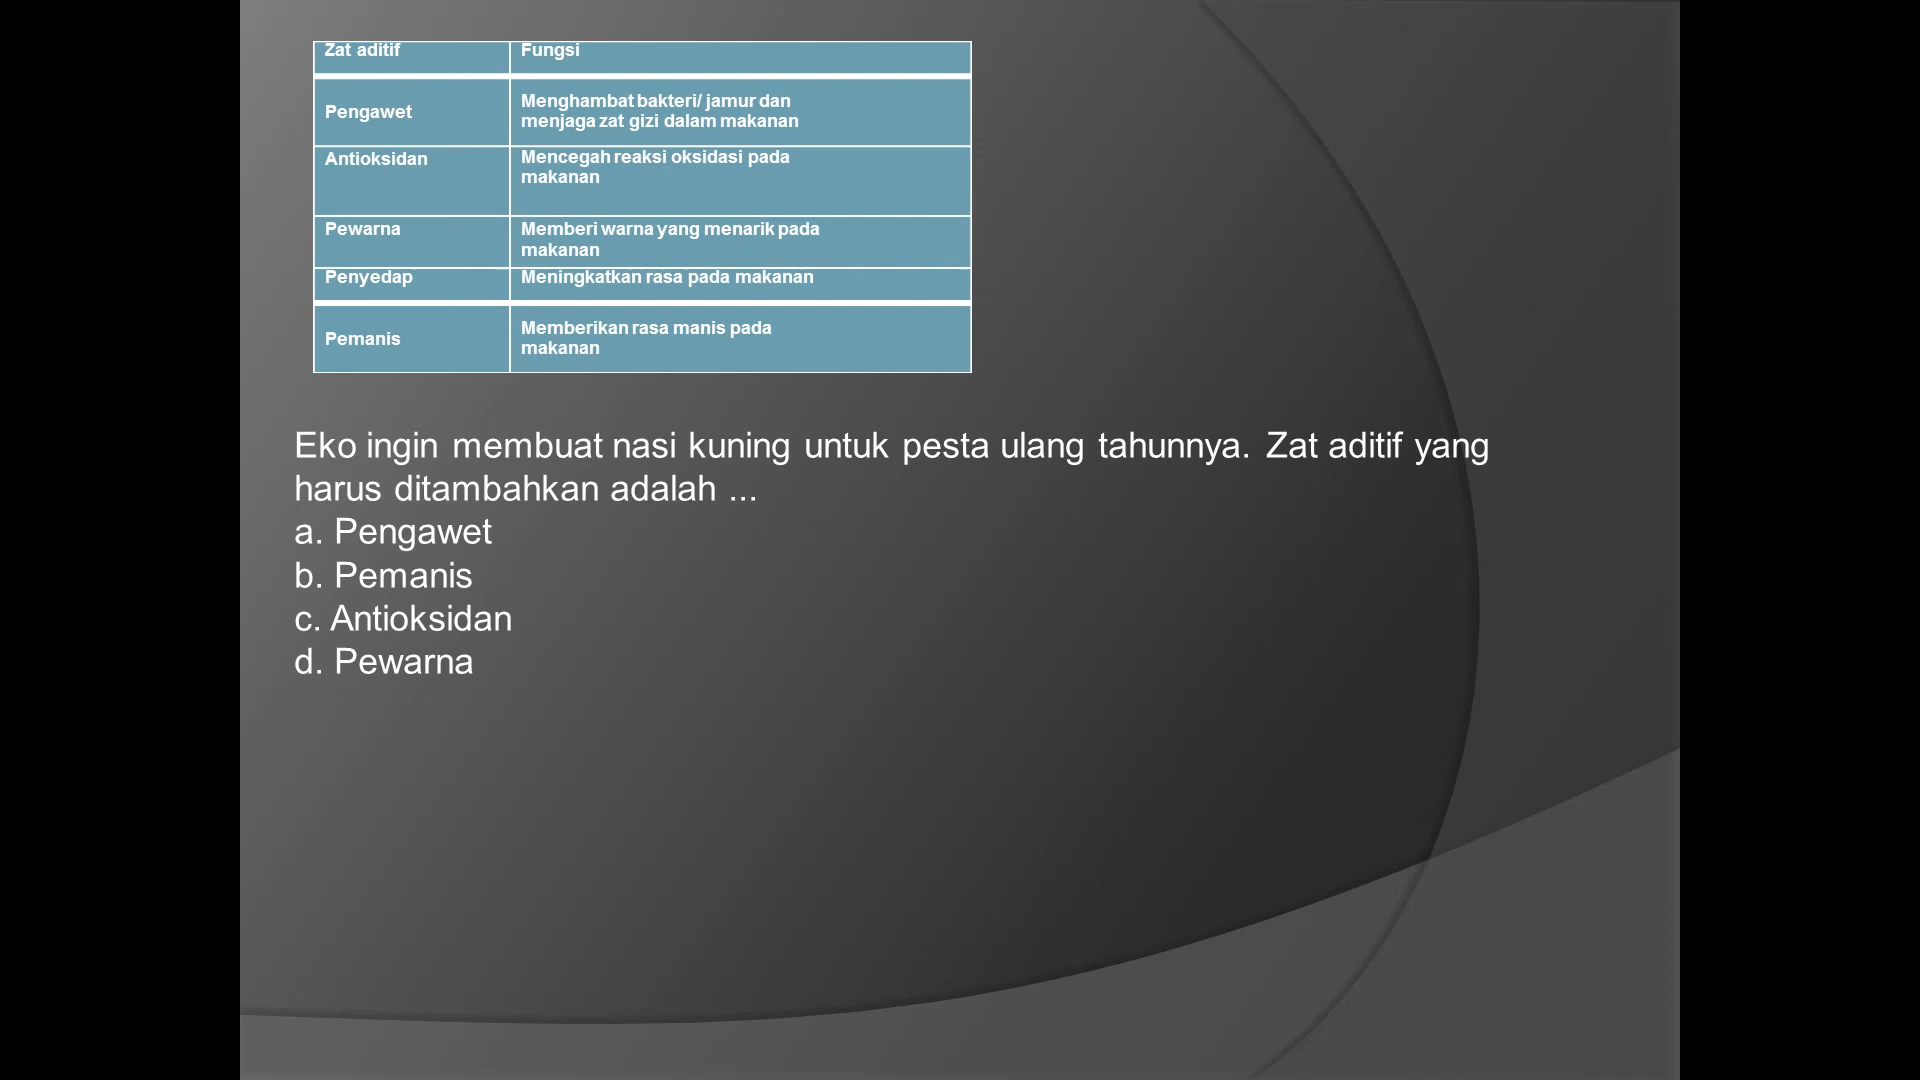 Zat aditif Fungsi
Pengawet Menghambat bakteri/ jamur dan
menjaga zat gizi dalam makanan
Antioksidan Mencegah reaksi oksidasi pada
makanan
Pewarna Memberi warna yang menarik pada
makanan
Penyedap Meningkatkan rasa pada makanan
Pemanis Memberikan rasa manis pada
makanan
Eko ingin membuat nasi kuning untuk pesta ulang tahunnya. Zat aditif yang
harus ditambahkan adalah ...
a. Pengawet
b. Pemanis
c. Antioksidan
d. Pewarna